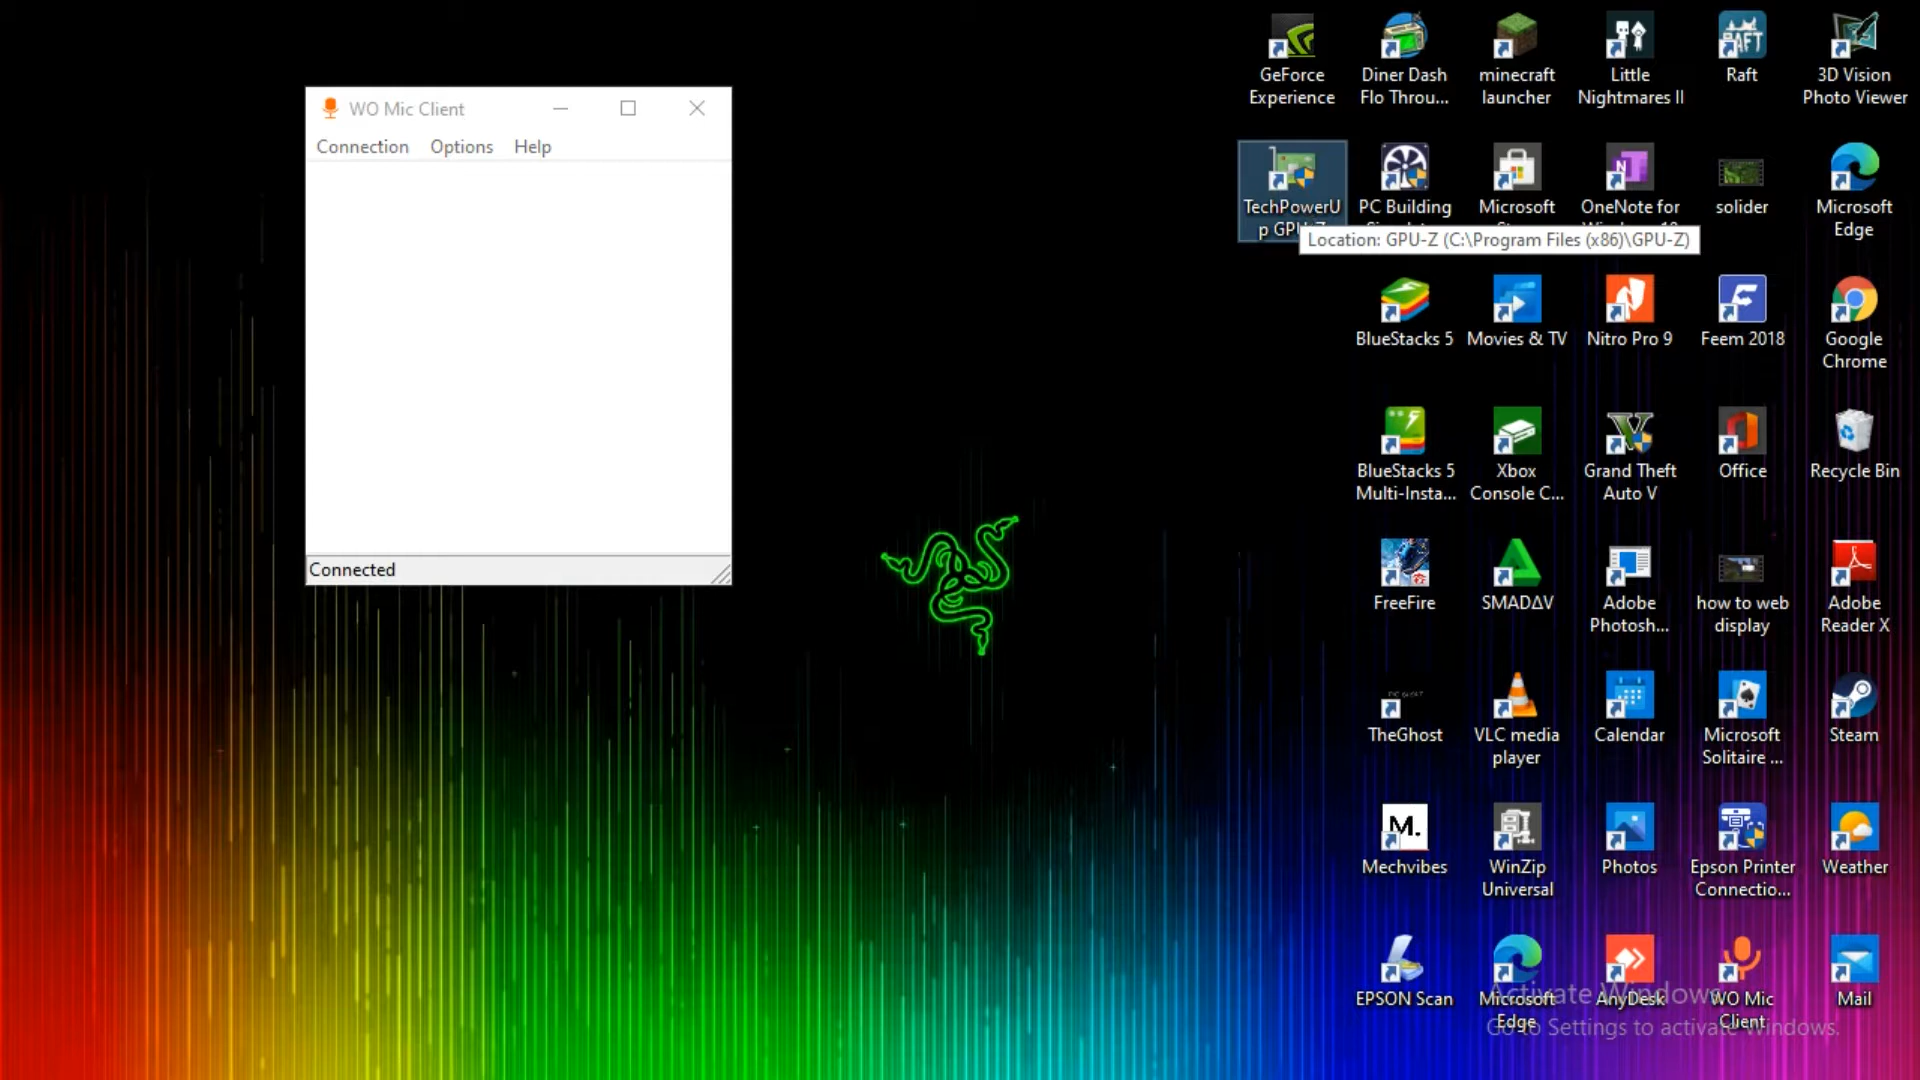 WO Mic Client
Connection Options Help
Connected
GeForce
Experience
Diner Dash
Flo Throu...
minecraft
launcher
Little
Nightmares II
Raft
3D Vision
Photo Viewer
TechPowerU
p GPU-Z
PC Building
Microsoft
OneNote for
solider
Microsoft
Edge
Location: GPU-Z (C:\Program Files (x86)\GPU-Z)
BlueStacks 5
Movies & TV
Nitro Pro 9
Feem 2018
Google
Chrome
BlueStacks 5
Multi-Insta...
Xbox
Console C...
Grand Theft
Auto V
Office
Recycle Bin
FreeFire
SMADΔV
Adobe
Photosh...
how to web
display
Adobe
Reader X
TheGhost
VLC media
player
Calendar
Microsoft
Solitaire ...
Steam
M.
Mechvibes
WinZip
Universal
Photos
Epson Printer
Connectio...
Weather
EPSON Scan
Microsoft
Edge
AnyDesk
WO Mic
Client
Mail
Activate Windows
Go to Settings to activate Windows.